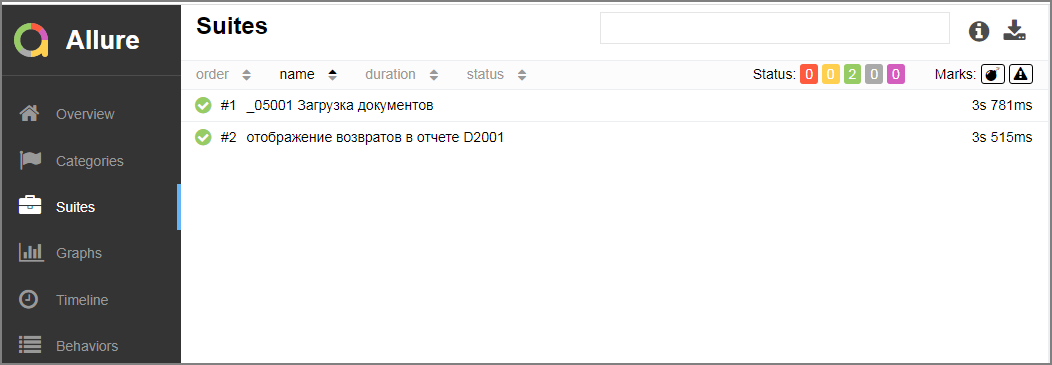 Allure
Overview
Categories
Suites
Graphs
Timeline
Behaviors
Suites
order name duration status Status: 0 0 2 0 0 Marks:
#1 _05001 Загрузка документов 3s 781ms
#2 отображение возвратов в отчете D2001 3s 515ms